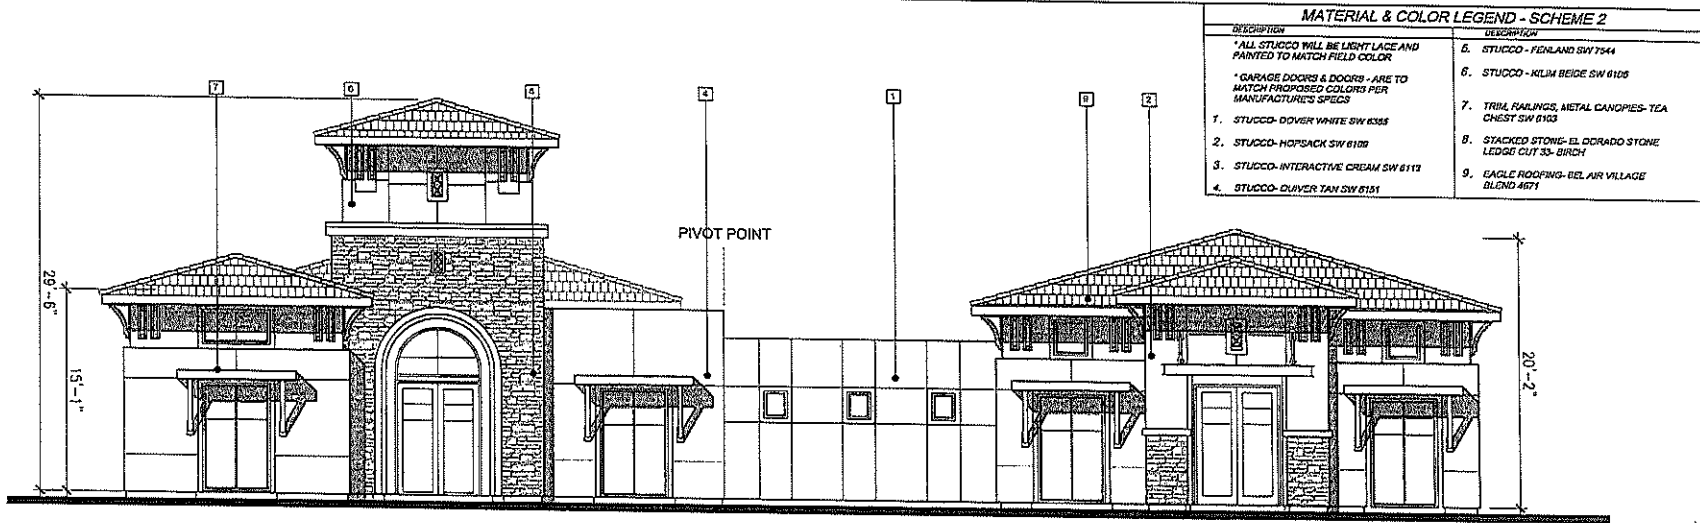 MATERIAL & COLOR LEGEND - SCHEME 2
DESCRIPTION
DESCRIPTION
* ALL STUCCO WILL BE LIGHT LACE AND
PAINTED TO MATCH FIELD COLOR
* GARAGE DOORS & DOORS - ARE TO
MATCH PROPOSED COLORS PER
MANUFACTURE'S SPECS
1. STUCCO- DOVER WHITE SW 6385
2. STUCCO- HOPSACK SW 6109
3. STUCCO- INTERACTIVE CREAM SW 6113
4. STUCCO- QUIVER TAN SW 6151
5. STUCCO - FENLAND SW 7544
6. STUCCO - KILIM BEIGE SW 6106
7. TRIM, RAILINGS, METAL CANOPIES- TEA
CHEST SW 6103
8. STACKED STONE- EL DORADO STONE
LEDGE CUT 33- BIRCH
9. EAGLE ROOFING- BEL AIR VILLAGE
BLEND 4671
7
6
4
1
9
2
PIVOT POINT
29'-6"
15'-1"
20'-2"